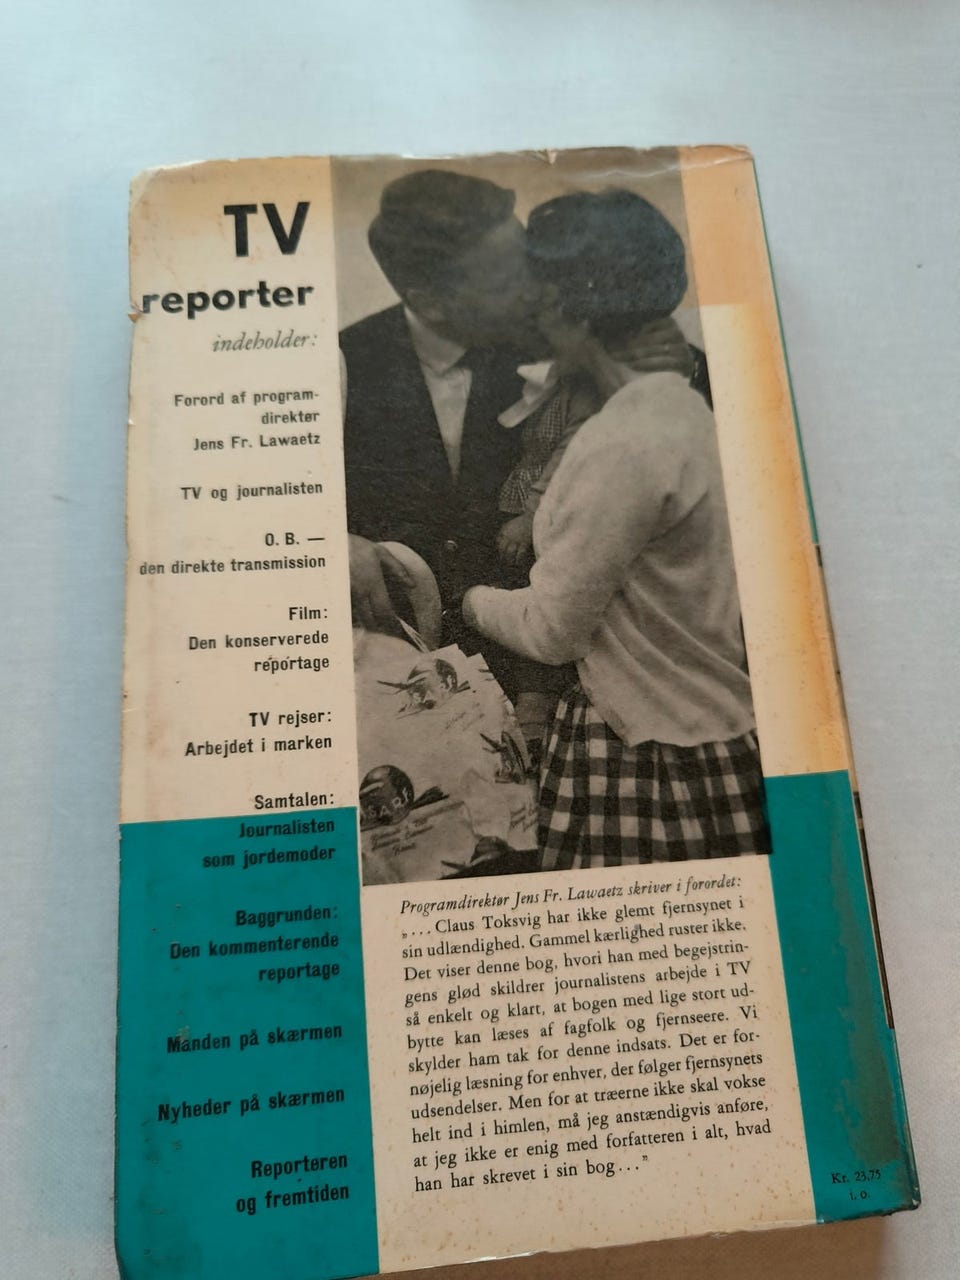 TV
reporter
indeholder:
Forord af program-
direktør
Jens Fr. Lawaetz
TV og journalisten
O. B. —
den direkte transmission
Film:
Den konserverede
reportage
TV rejser:
Arbejdet i marken
Samtalen:
Journalisten
som jordemoder
Baggrunden:
Den kommenterende
reportage
Manden på skærmen
Nyheder på skærmen
Reporteren
og fremtiden
Programdirektør Jens Fr. Lawaetz skriver i forordet:
„... Claus Toksvig har ikke glemt fjernsynet i
sin udlændighed. Gammel kærlighed ruster ikke.
Det viser denne bog, hvori han med begejstrin-
gens glød skildrer journalistens arbejde i TV
så enkelt og klart, at bogen med lige stort ud-
bytte kan læses af fagfolk og fjernseere. Vi
skylder ham tak for denne indsats. Det er for-
nøjelig læsning for enhver, der følger fjernsynets
udsendelser. Men for at træerne ikke skal vokse
helt ind i himlen, må jeg anstændigvis anføre,
at jeg ikke er enig med forfatteren i alt, hvad
han har skrevet i sin bog ...”
Kr. 23,75
i. o.